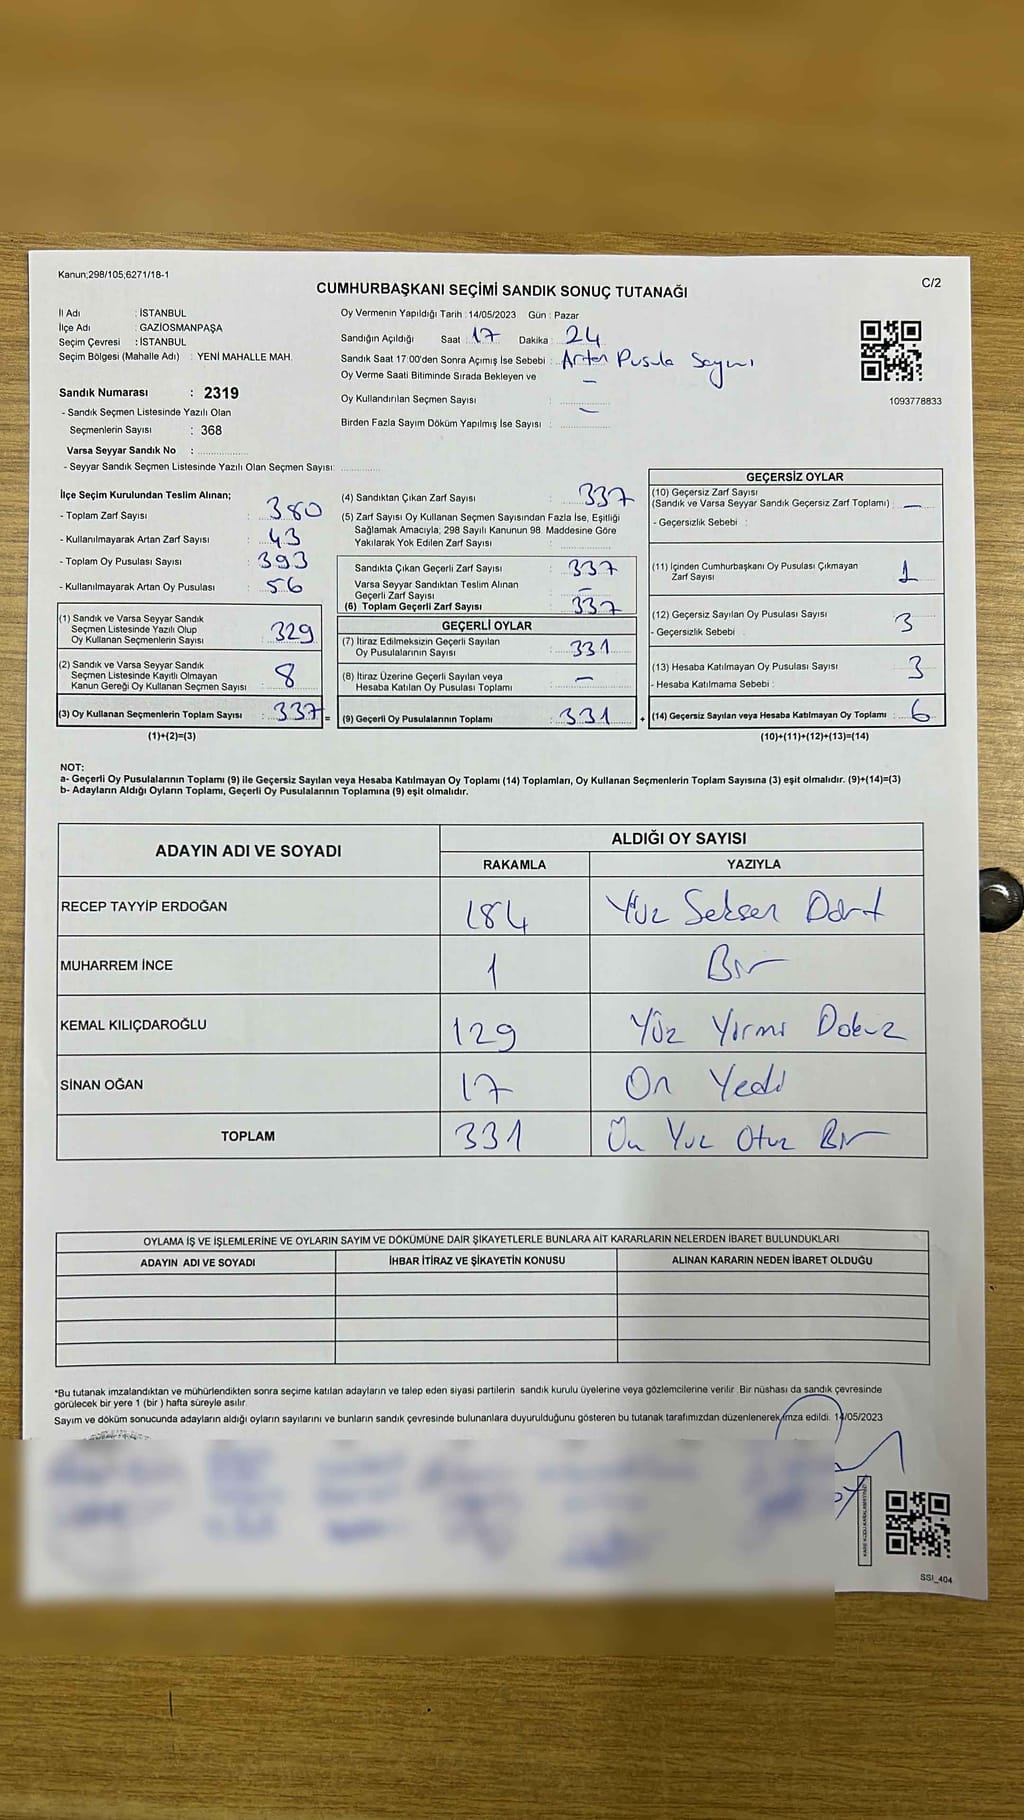 Kanun;298/105;6271/18-1
C/2
CUMHURBAŞKANI SEÇİMİ SANDIK SONUÇ TUTANAĞI
İl Adı : İSTANBUL
İlçe Adı : GAZİOSMANPAŞA
Seçim Çevresi : İSTANBUL
Seçim Bölgesi (Mahalle Adı) : YENİ MAHALLE MAH.
Sandık Numarası : 2319
- Sandık Seçmen Listesinde Yazılı Olan
Seçmenlerin Sayısı : 368
Varsa Seyyar Sandık No :
- Seyyar Sandık Seçmen Listesinde Yazılı Olan Seçmen Sayısı:
Oy Vermenin Yapıldığı Tarih : 14/05/2023 Gün : Pazar
Sandığın Açıldığı Saat : 17 Dakika : 24
Sandık Saat 17:00'den Sonra Açımış İse Sebebi : Artan Pusula Sayımı
Oy Verme Saati Bitiminde Sırada Bekleyen ve
Oy Kullandırılan Seçmen Sayısı : –
Birden Fazla Sayım Döküm Yapılmış İse Sayısı : –
1093778833
İlçe Seçim Kurulundan Teslim Alınan;
- Toplam Zarf Sayısı : 380
- Kullanılmayarak Artan Zarf Sayısı : 43
- Toplam Oy Pusulası Sayısı : 393
- Kullanılmayarak Artan Oy Pusulası : 56
(1) Sandık ve Varsa Seyyar Sandık
Seçmen Listesinde Yazılı Olup
Oy Kullanan Seçmenlerin Sayısı : 329
(2) Sandık ve Varsa Seyyar Sandık
Seçmen Listesinde Kayıtlı Olmayan
Kanun Gereği Oy Kullanan Seçmen Sayısı : 8
(3) Oy Kullanan Seçmenlerin Toplam Sayısı : 337 =
(1)+(2)=(3)
(4) Sandıktan Çıkan Zarf Sayısı : 337
(5) Zarf Sayısı Oy Kullanan Seçmen Sayısından Fazla İse, Eşitliği
Sağlamak Amacıyla; 298 Sayılı Kanunun 98. Maddesine Göre
Yakılarak Yok Edilen Zarf Sayısı :
Sandıkta Çıkan Geçerli Zarf Sayısı : 337
Varsa Seyyar Sandıktan Teslim Alınan
Geçerli Zarf Sayısı : –
(6) Toplam Geçerli Zarf Sayısı : 337
GEÇERLİ OYLAR
(7) İtiraz Edilmeksizin Geçerli Sayılan
Oy Pusulalarının Sayısı : 331
(8) İtiraz Üzerine Geçerli Sayılan veya
Hesaba Katılan Oy Pusulası Toplamı : –
(9) Geçerli Oy Pusulalarının Toplamı : 331 +
GEÇERSİZ OYLAR
(10) Geçersiz Zarf Sayısı
(Sandık ve Varsa Seyyar Sandık Geçersiz Zarf Toplamı) : –
- Geçersizlik Sebebi :
(11) İçinden Cumhurbaşkanı Oy Pusulası Çıkmayan
Zarf Sayısı : 1
(12) Geçersiz Sayılan Oy Pusulası Sayısı : 3
- Geçersizlik Sebebi :
(13) Hesaba Katılmayan Oy Pusulası Sayısı : 3
- Hesaba Katılmama Sebebi :
(14) Geçersiz Sayılan veya Hesaba Katılmayan Oy Toplamı : 6
(10)+(11)+(12)+(13)=(14)
NOT:
a- Geçerli Oy Pusulalarının Toplamı (9) ile Geçersiz Sayılan veya Hesaba Katılmayan Oy Toplamı (14) Toplamları, Oy Kullanan Seçmenlerin Toplam Sayısına (3) eşit olmalıdır. (9)+(14)=(3)
b- Adayların Aldığı Oyların Toplamı, Geçerli Oy Pusulalarının Toplamına (9) eşit olmalıdır.
ADAYIN ADI VE SOYADI ALDIĞI OY SAYISI
RAKAMLA YAZIYLA
RECEP TAYYİP ERDOĞAN 184 Yüz Seksen Dört
MUHARREM İNCE 1 Bir
KEMAL KILIÇDAROĞLU 129 Yüz Yirmi Dokuz
SİNAN OĞAN 17 On Yedi
TOPLAM 331 Üç Yüz Otuz Bir
OYLAMA İŞ VE İŞLEMLERİNE VE OYLARIN SAYIM VE DÖKÜMÜNE DAİR ŞİKAYETLERLE BUNLARA AİT KARARLARIN NELERDEN İBARET BULUNDUKLARI
ADAYIN ADI VE SOYADI İHBAR İTİRAZ VE ŞİKAYETİN KONUSU ALINAN KARARIN NEDEN İBARET OLDUĞU
*Bu tutanak imzalandıktan ve mühürlendikten sonra seçime katılan adayların ve talep eden siyasi partilerin sandık kurulu üyelerine veya gözlemcilerine verilir. Bir nüshası da sandık çevresinde
görülecek bir yere 1 (bir ) hafta süreyle asılır.
Sayım ve döküm sonucunda adayların aldığı oyların sayılarını ve bunların sandık çevresinde bulunanlara duyurulduğunu gösteren bu tutanak tarafımızdan düzenlenerek imza edildi. 14/05/2023
KARE KODU KARALAMAYINIZ
SSI_404